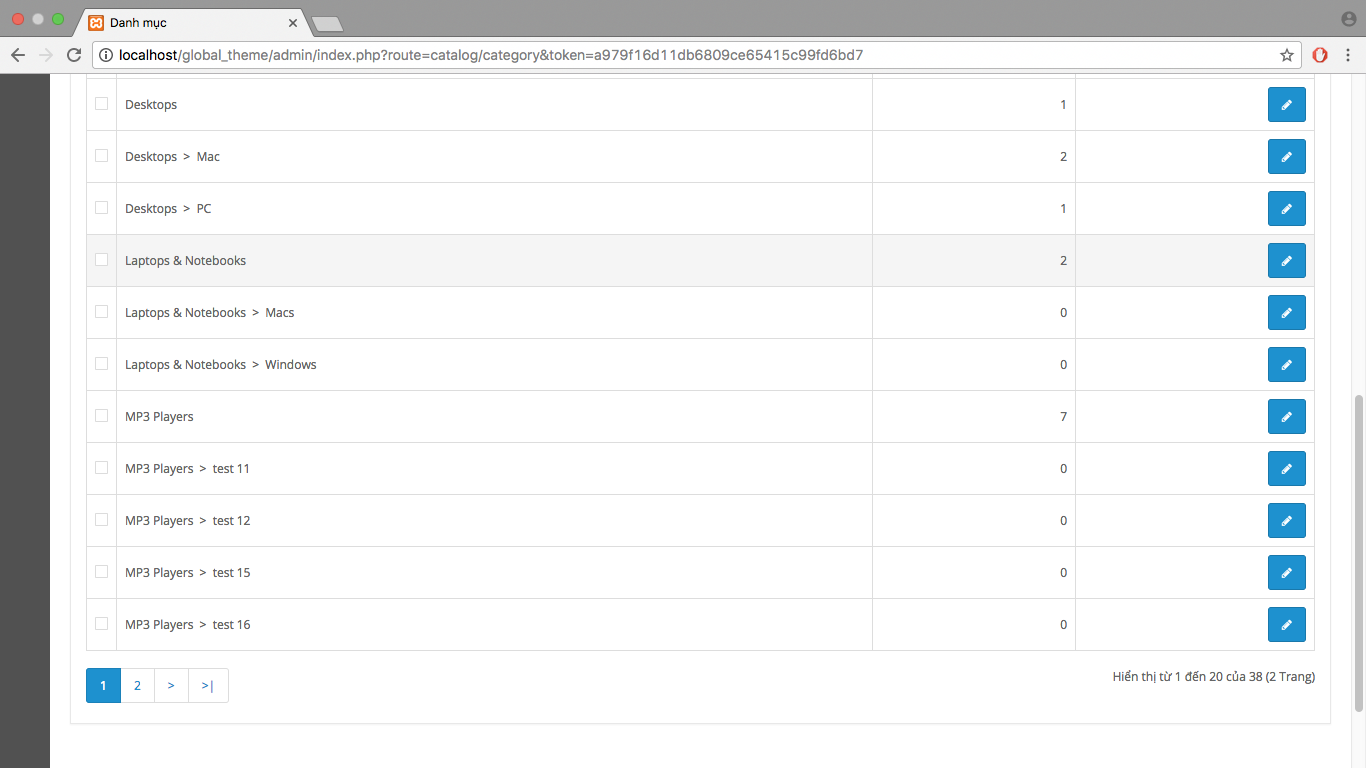 Danh mục
localhost/global_theme/admin/index.php?route=catalog/category&token=a979f16d11db6809ce65415c99fd6bd7
Desktops 1
Desktops > Mac 2
Desktops > PC 1
Laptops & Notebooks 2
Laptops & Notebooks > Macs 0
Laptops & Notebooks > Windows 0
MP3 Players 7
MP3 Players > test 11 0
MP3 Players > test 12 0
MP3 Players > test 15 0
MP3 Players > test 16 0
1 2 > >| Hiển thị từ 1 đến 20 của 38 (2 Trang)